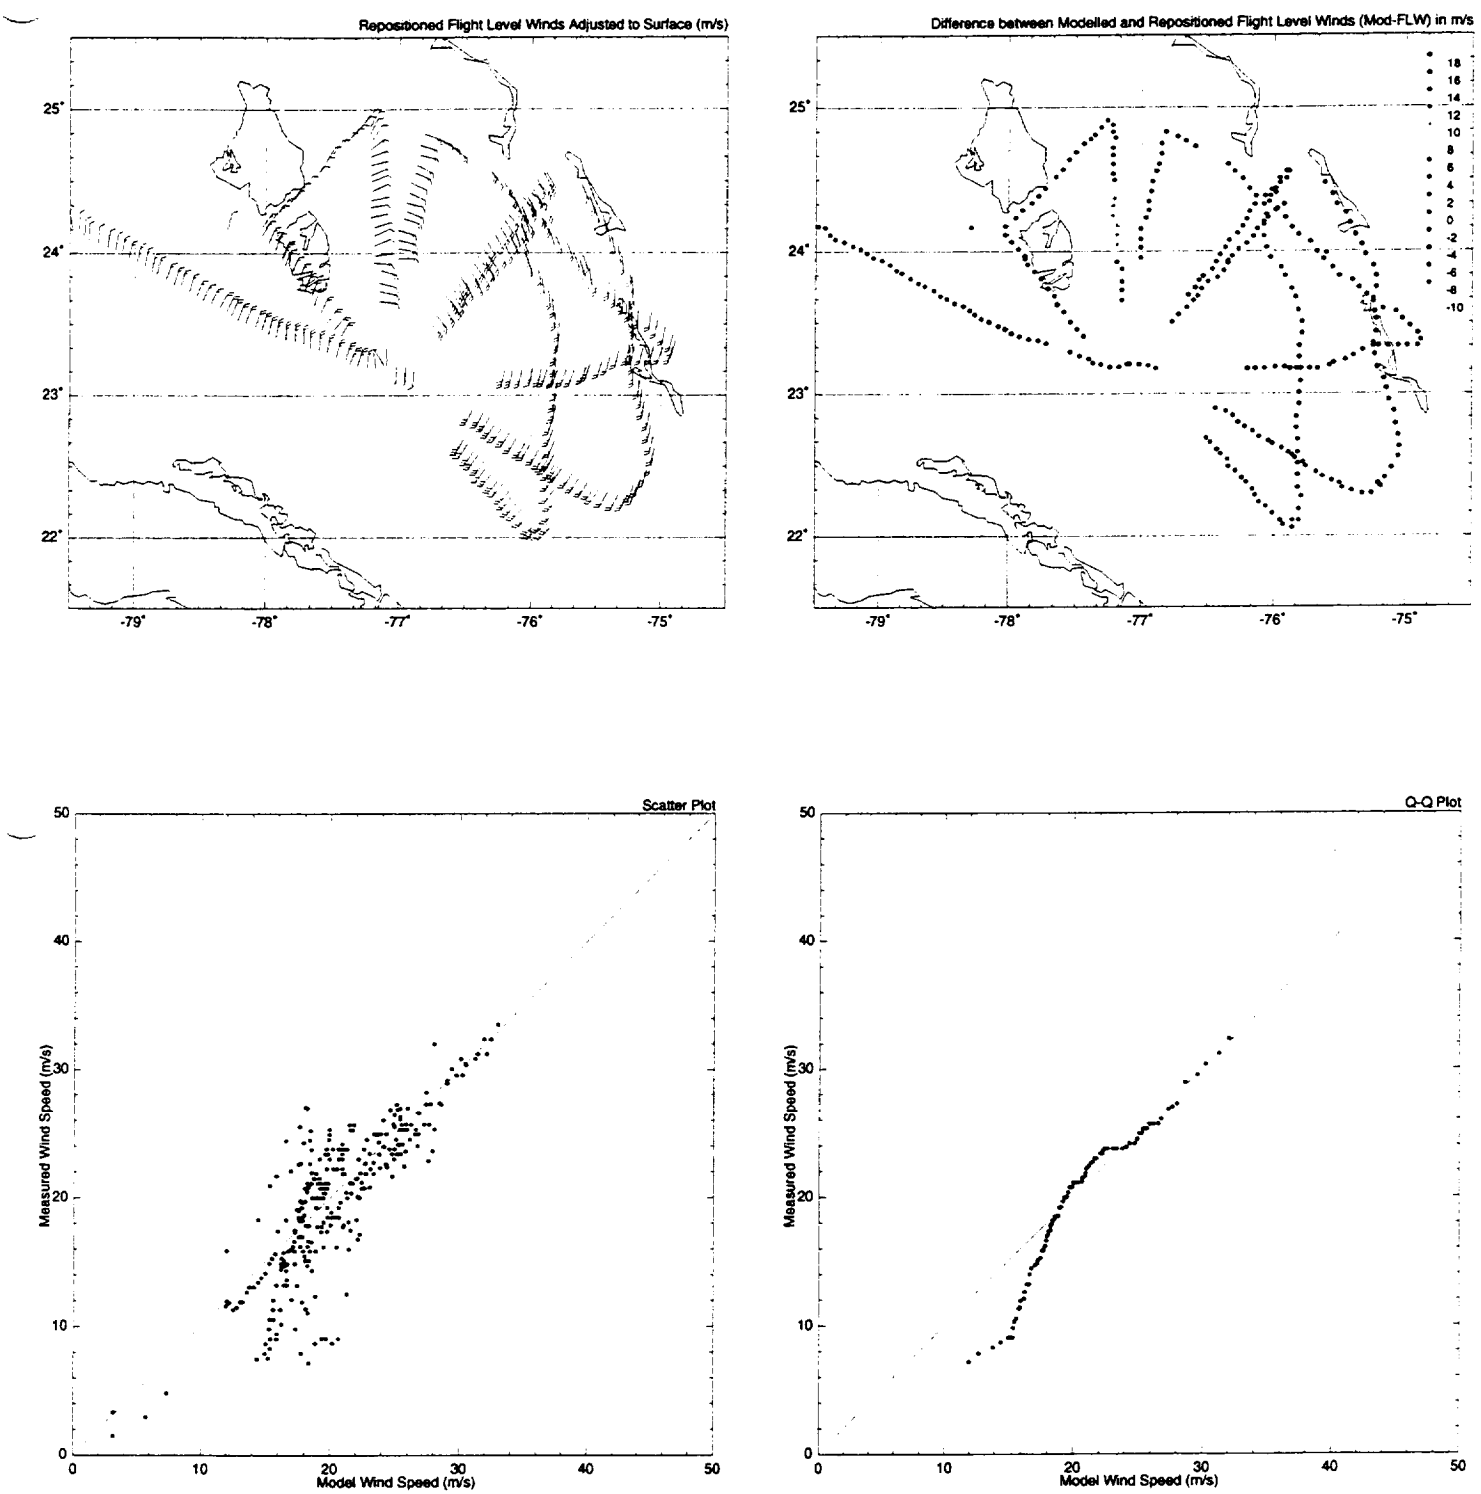 Repositioned Flight Level Winds Adjusted to Surface (m/s)
25°
24°
23°
22°
-79° -78° -77° -76° -75°
Difference between Modelled and Repositioned Flight Level Winds (Mod-FLW) in m/s
18
16
14
12
10
8
6
4
2
0
-2
-4
-6
-8
-10
25°
24°
23°
22°
-79° -78° -77° -76° -75°
Scatter Plot
50
40
30
20
10
0
Measured Wind Speed (m/s)
0 10 20 30 40 50
Model Wind Speed (m/s)
Q-Q Plot
50
40
30
20
10
0
Measured Wind Speed (m/s)
0 10 20 30 40 50
Model Wind Speed (m/s)